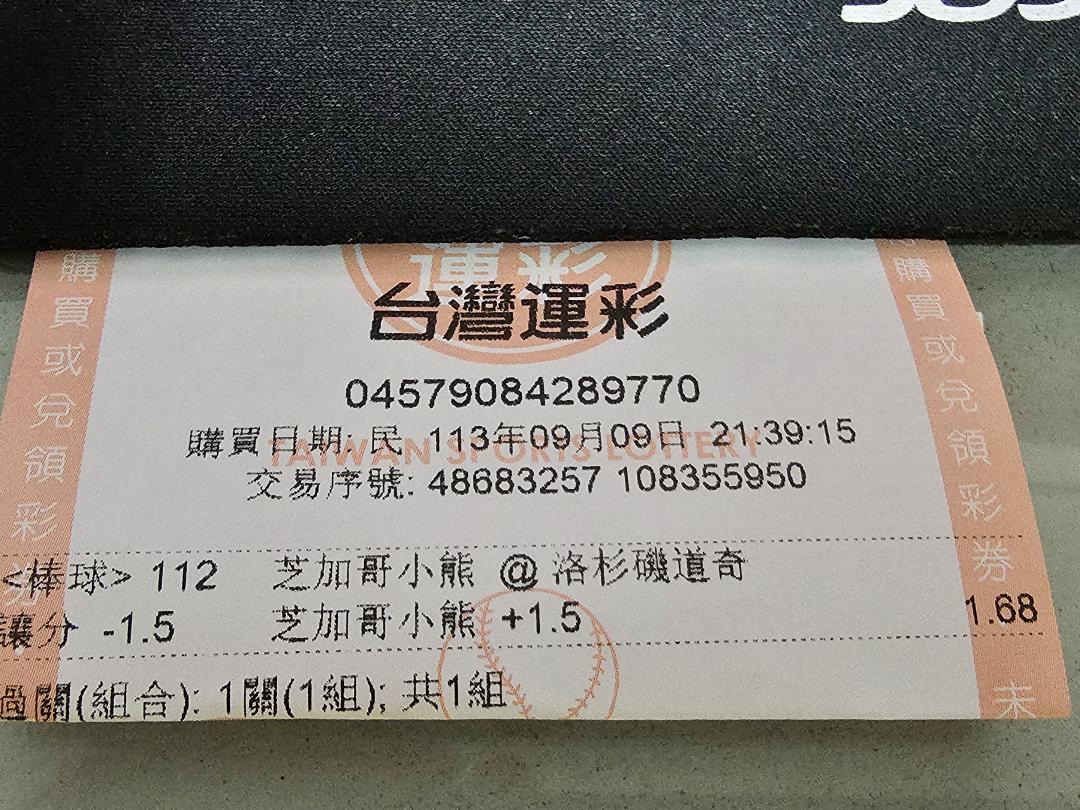 台灣運彩
04579084289770
購買日期: 民 113年09月09日 21:39:15
TAIWAN SPORTS LOTTERY
交易序號: 48683257 108355950
<棒球> 112 芝加哥小熊 @ 洛杉磯道奇
讓分 -1.5 芝加哥小熊 +1.5 1.68
過關(組合): 1關(1組); 共1組
購買或兌領彩券
購買或兌領彩券 未